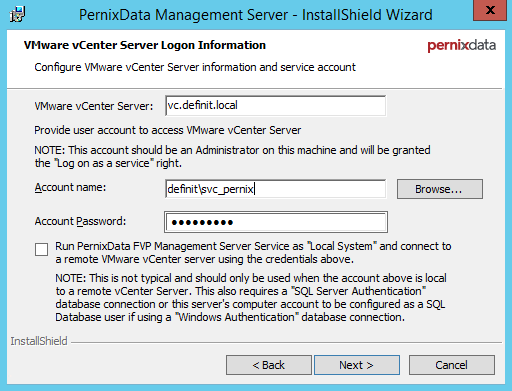 PernixData Management Server - InstallShield Wizard
x
VMware vCenter Server Logon Information
Configure VMware vCenter Server information and service account
pernixdata
VMware vCenter Server:
vc.definit.local
Provide user account to access VMware vCenter Server
NOTE: This account should be an Administrator on this machine and will be granted
the "Log on as a service" right.
Account name:
definit\svc_pernix
Browse...
Account Password:
●●●●●●●●●
Run PernixData FVP Management Server Service as "Local System" and connect to
a remote VMware vCenter server using the credentials above.
NOTE: This is not typical and should only be used when the account above is local
to a remote vCenter Server. This also requires a "SQL Server Authentication"
database connection or this server's computer account to be configured as a SQL
Database user if using a "Windows Authentication" database connection.
InstallShield
< Back
Next >
Cancel